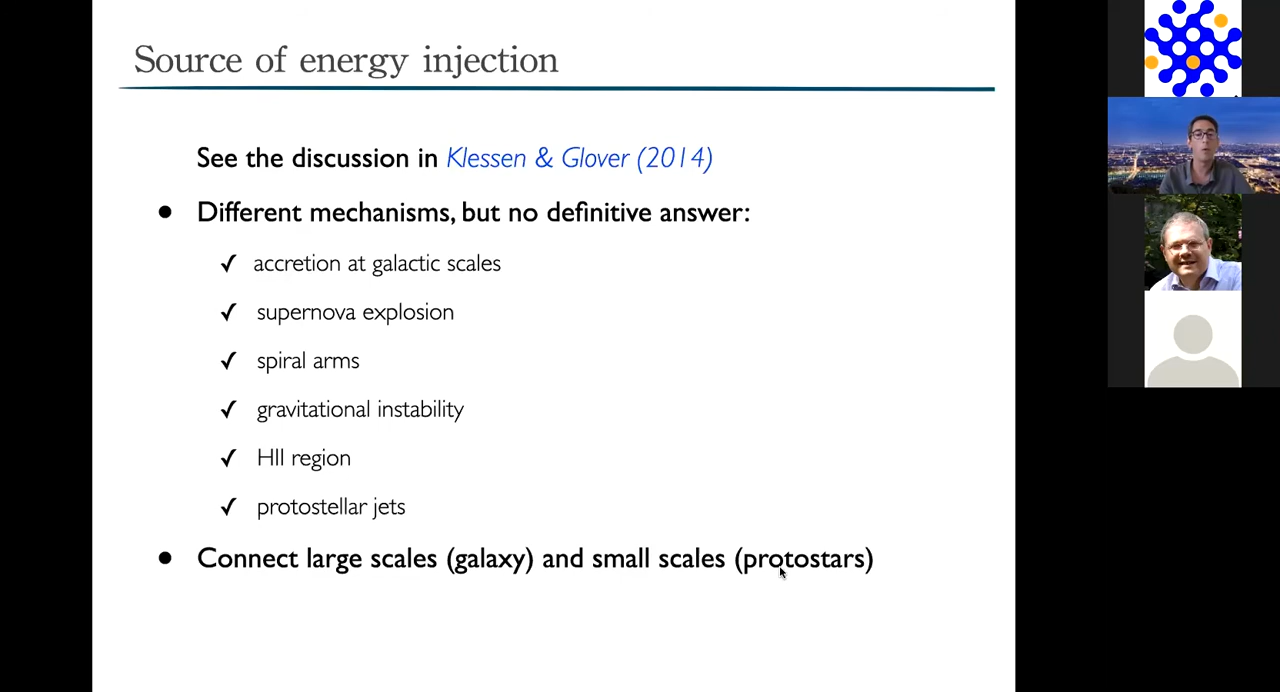 Source of energy injection
See the discussion in Klessen & Glover (2014)
● Different mechanisms, but no definitive answer:
✓ accretion at galactic scales
✓ supernova explosion
✓ spiral arms
✓ gravitational instability
✓ HII region
✓ protostellar jets
● Connect large scales (galaxy) and small scales (protostars)